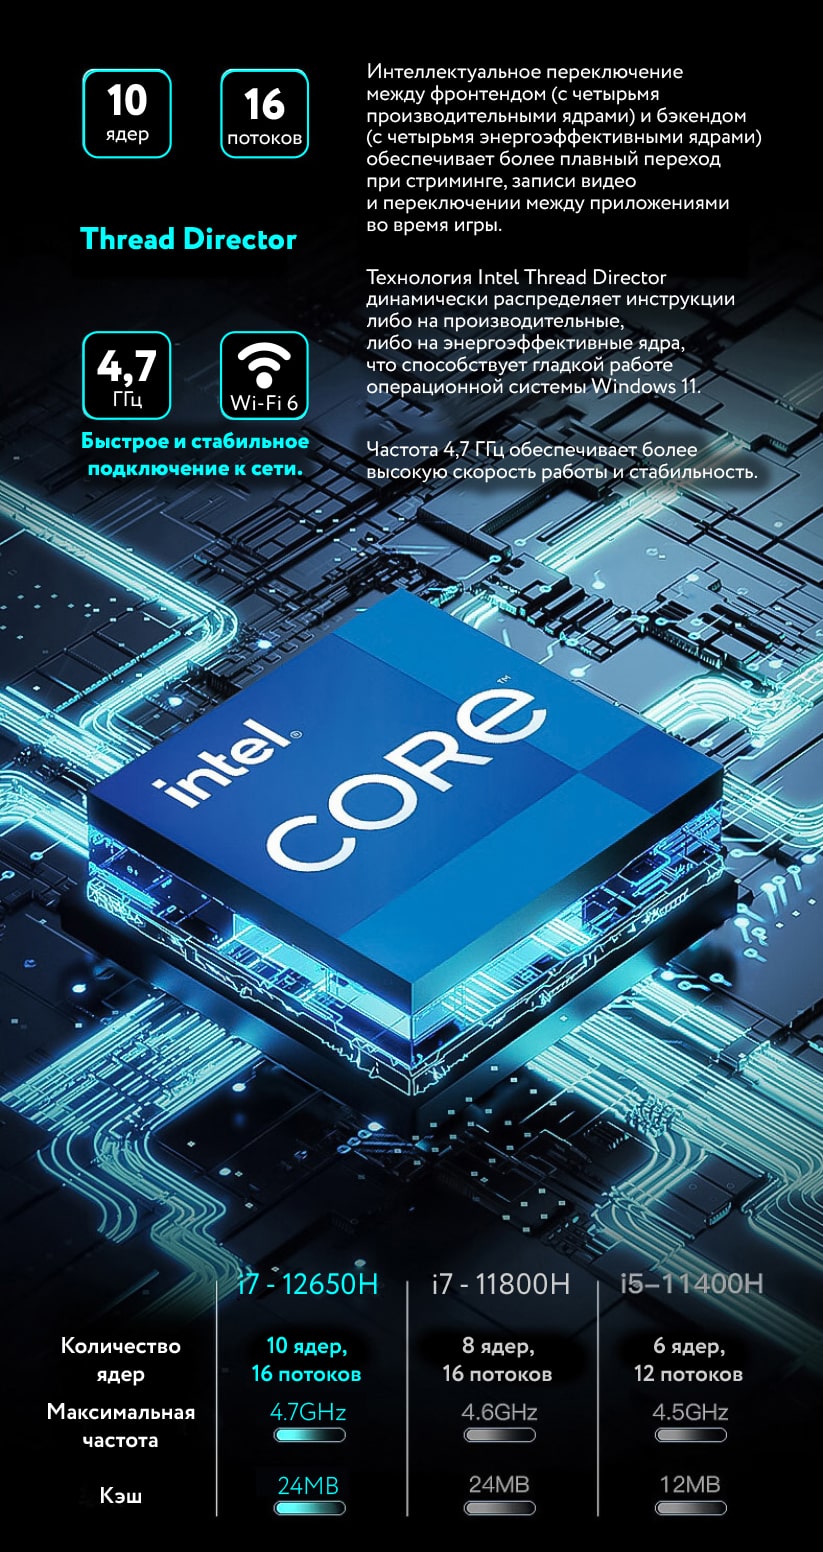 10
ядер
16
потоков
Интеллектуальное переключение
между фронтендом (с четырьмя
производительными ядрами) и бэкендом
(с четырьмя энергоэффективными ядрами)
обеспечивает более плавный переход
при стриминге, записи видео
и переключении между приложениями
во время игры.
Thread Director
Технология Intel Thread Director
динамически распределяет инструкции
либо на производительные,
либо на энергоэффективные ядра,
что способствует гладкой работе
операционной системы Windows 11.
4,7
ГГц
Wi-Fi 6
Быстрое и стабильное
подключение к сети.
Частота 4,7 ГГц обеспечивает более
высокую скорость работы и стабильность.
intel®
CORe™
i7 - 12650H i7 - 11800H i5–11400H
Количество
ядер
10 ядер,
16 потоков
8 ядер,
16 потоков
6 ядер,
12 потоков
Максимальная
частота
4.7GHz 4.6GHz 4.5GHz
Кэш 24MB 24MB 12MB